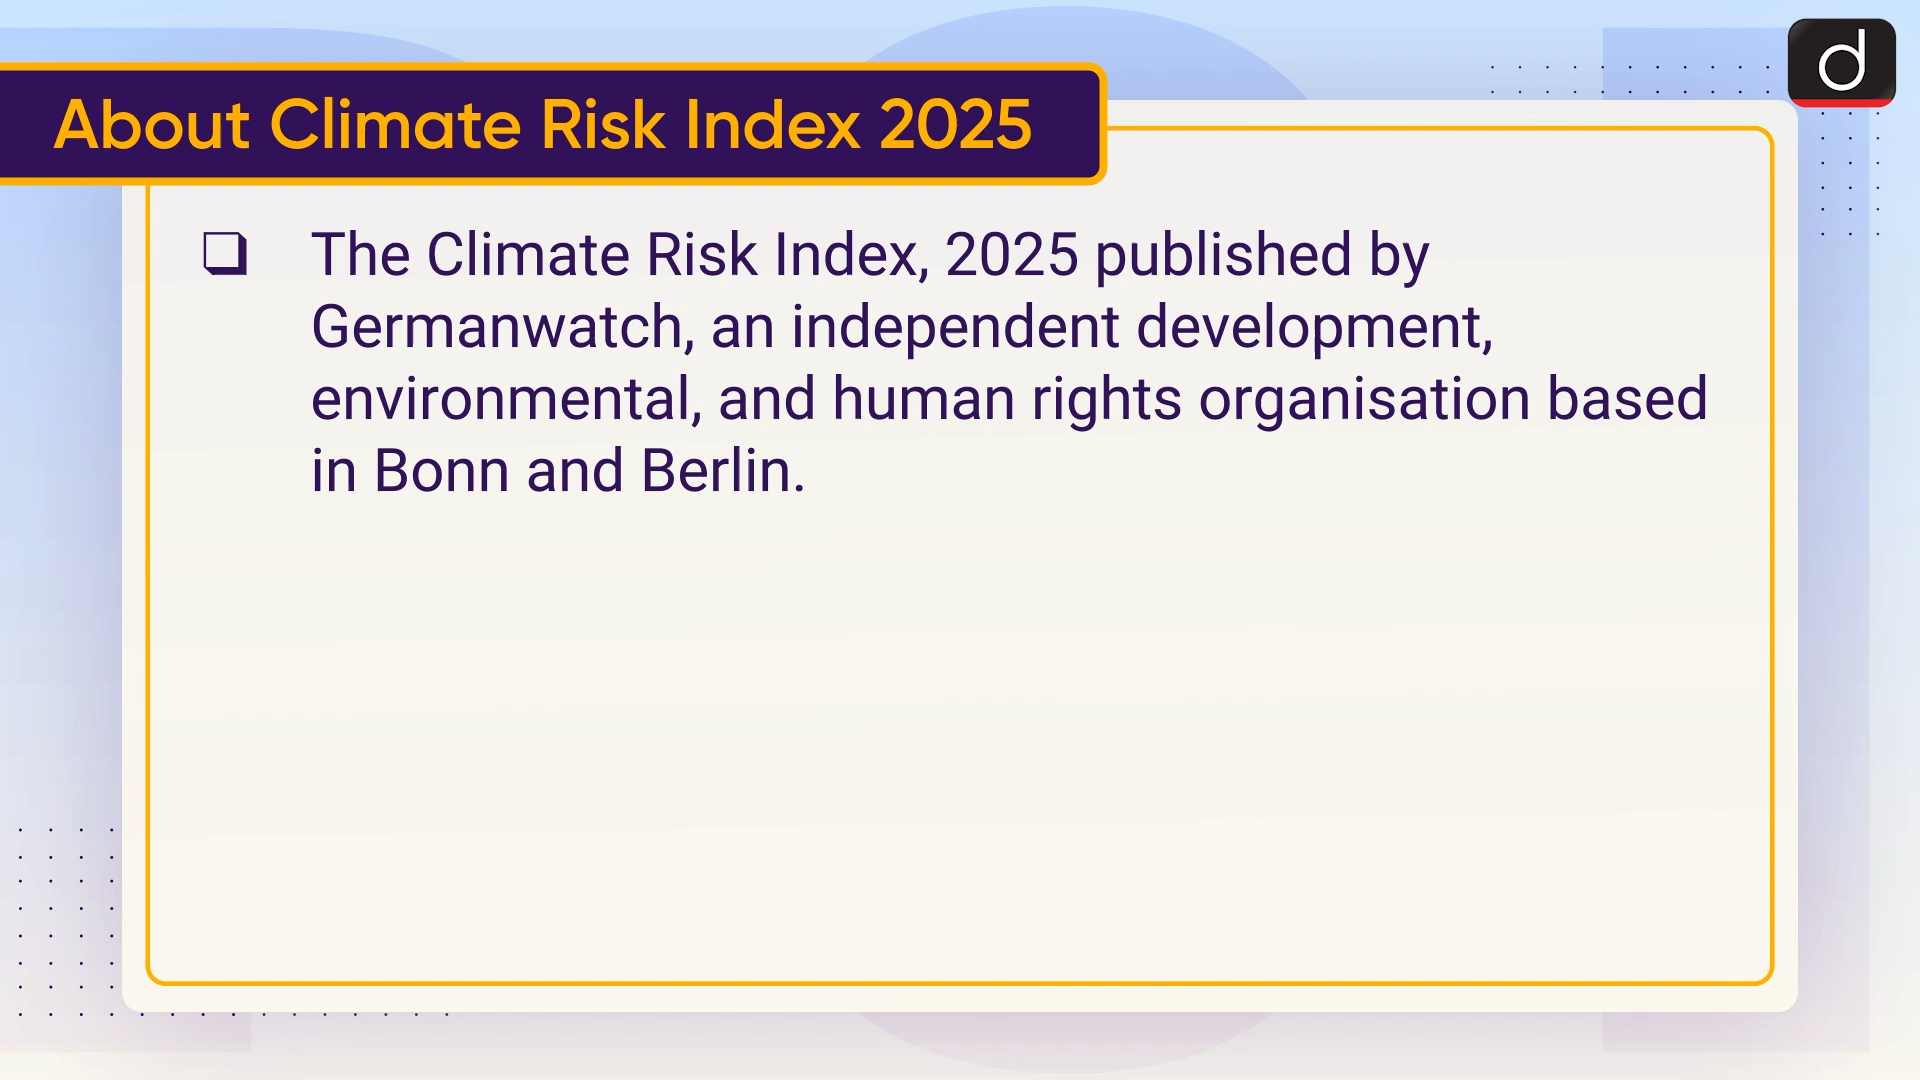 About Climate Risk Index 2025
d
❑ The Climate Risk Index, 2025 published by
Germanwatch, an independent development,
environmental, and human rights organisation based
in Bonn and Berlin.